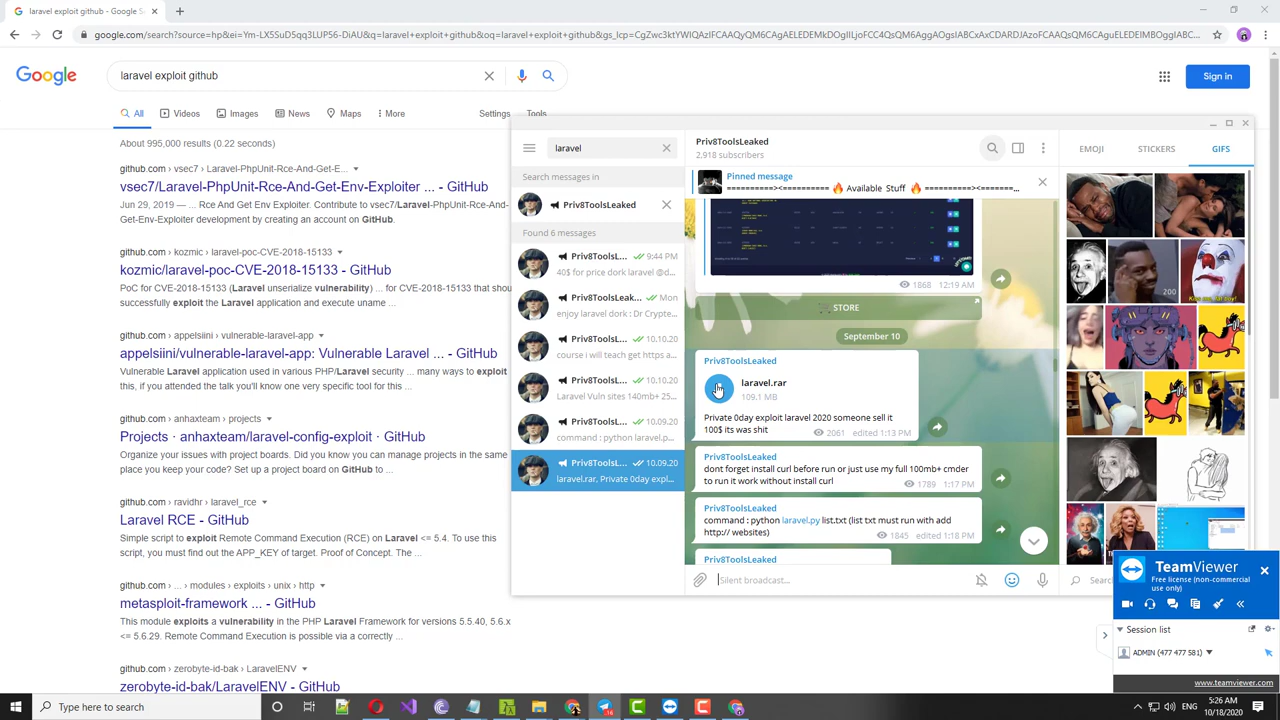 laravel exploit github - Google S
google.com/search?source=hp&ei=Ym-LX5SuD5qq3LUP56-DiAU&q=laravel+exploit+github&oq=laravel+exploit+github&gs_lcp=
Google
laravel exploit github
Sign in
All
Videos
Images
News
Maps
More
Settings
Tools
About 995,000 results (0.22 seconds)
github.com › vsec7 › Laravel-PhpUnit-Rce-And-Get-E...
vsec7/Laravel-PhpUnit-Rce-And-Get-Env-Exploiter ... - GitHub
Jun 29, 2019 — ... Rce And Get Env Exploiter. Contribute to vsec7/Laravel-PhpUnit-Rce-And-
Get-Env-Exploiter development by creating an account on GitHub.
github.com › kozmic › laravel-poc-CVE-2018-15133
kozmic/laravel-poc-CVE-2018-15133 - GitHub
PoC for CVE-2018-15133 (Laravel unserialize vulnerability) ... for CVE-2018-15133 that shou
successfully exploit the Laravel application and execute uname ...
github.com › appelsiini › vulnerable-laravel-app
appelsiini/vulnerable-laravel-app: Vulnerable Laravel ... - GitHub
Vulnerable Laravel application used in various PHP/Laravel security ... many ways to exploit
this, if you attended the talk you'll know one very specific tool for this ...
github.com › anhaxteam › projects
Projects · anhaxteam/laravel-config-exploit · GitHub
Organize your issues with project boards. Did you know you can manage projects in the same
place you keep your code? Set up a project board on GitHub to ...
github.com › ravidhr › laravel_rce
Laravel RCE - GitHub
Simple script to exploit Remote Command Execution (RCE) on Laravel <= 5.4. To use this
script, you must find out the APP_KEY of target. Proof of Concept. The ...
github.com › ... › modules › exploits › unix › http
metasploit-framework ... - GitHub
This module exploits a vulnerability in the PHP Laravel Framework for versions 5.5.40, 5.6.x
<= 5.6.29. Remote Command Execution is possible via a correctly ...
github.com › zerobyte-id-bak › LaravelENV
zerobyte-id-bak/LaravelENV - GitHub
laravel
Search messages in
Priv8ToolsLeaked
Found 6 messages
Priv8ToolsL... 9:44 PM
40$ for price dork laravel @d...
Priv8ToolsLeak... Mon
enjoy laravel dork : Dr Crypte...
Priv8ToolsL... 10.10.20
course i will teach get https a...
Priv8ToolsL... 10.10.20
Laravel Vuln sites 140mb+ 25...
Priv8ToolsL... 10.09.20
command : python laravel.p...
Priv8ToolsL... 10.09.20
laravel.rar, Private 0day expl...
Priv8ToolsLeaked
2,918 subscribers
Pinned message
==========><========= 🔥 Available Stuff 🔥 ==========><======...
1868 12:19 AM
STORE
September 10
Priv8ToolsLeaked
laravel.rar
109.1 MB
Private 0day exploit laravel 2020 someone sell it
100$ its was shit
2061 edited 1:13 PM
Priv8ToolsLeaked
dont forget install curl before run or just use my full 100mb+ cmder
to run it work without install curl
1789 1:17 PM
Priv8ToolsLeaked
command : python laravel.py list.txt (list txt must run with add
http:// websites)
1845 edited 1:18 PM
Priv8ToolsLeaked
Silent broadcast...
EMOJI
STICKERS
GIFS
200
Searc
TeamViewer
Free license (non-commercial
use only)
Session list
ADMIN (477 477 581)
www.teamviewer.com
Type here to search
ENG
5:26 AM
10/18/2020